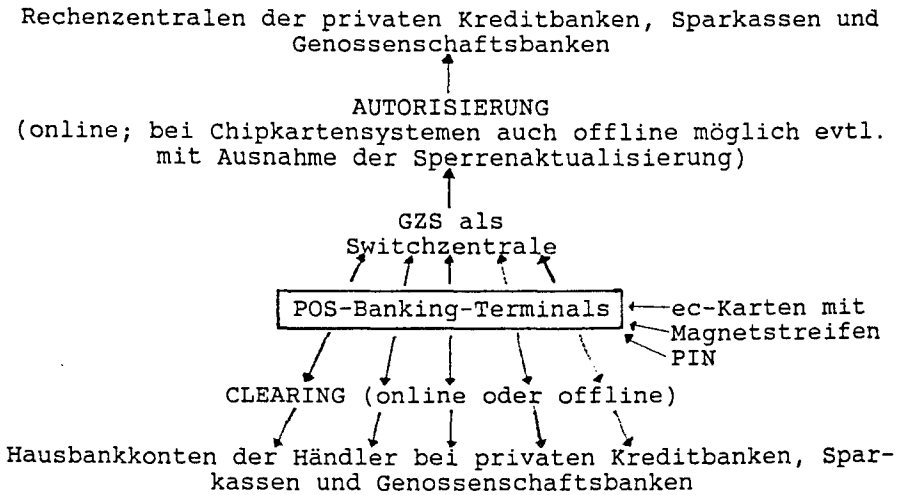 Rechenzentralen der privaten Kreditbanken, Sparkassen und
Genossenschaftsbanken
AUTORISIERUNG
(online; bei Chipkartensystemen auch offline möglich evtl.
mit Ausnahme der Sperrenaktualisierung)
GZS als
Switchzentrale
POS-Banking-Terminals
ec-Karten mit
Magnetstreifen
PIN
CLEARING (online oder offline)
Hausbankkonten der Händler bei privaten Kreditbanken, Spar-
kassen und Genossenschaftsbanken